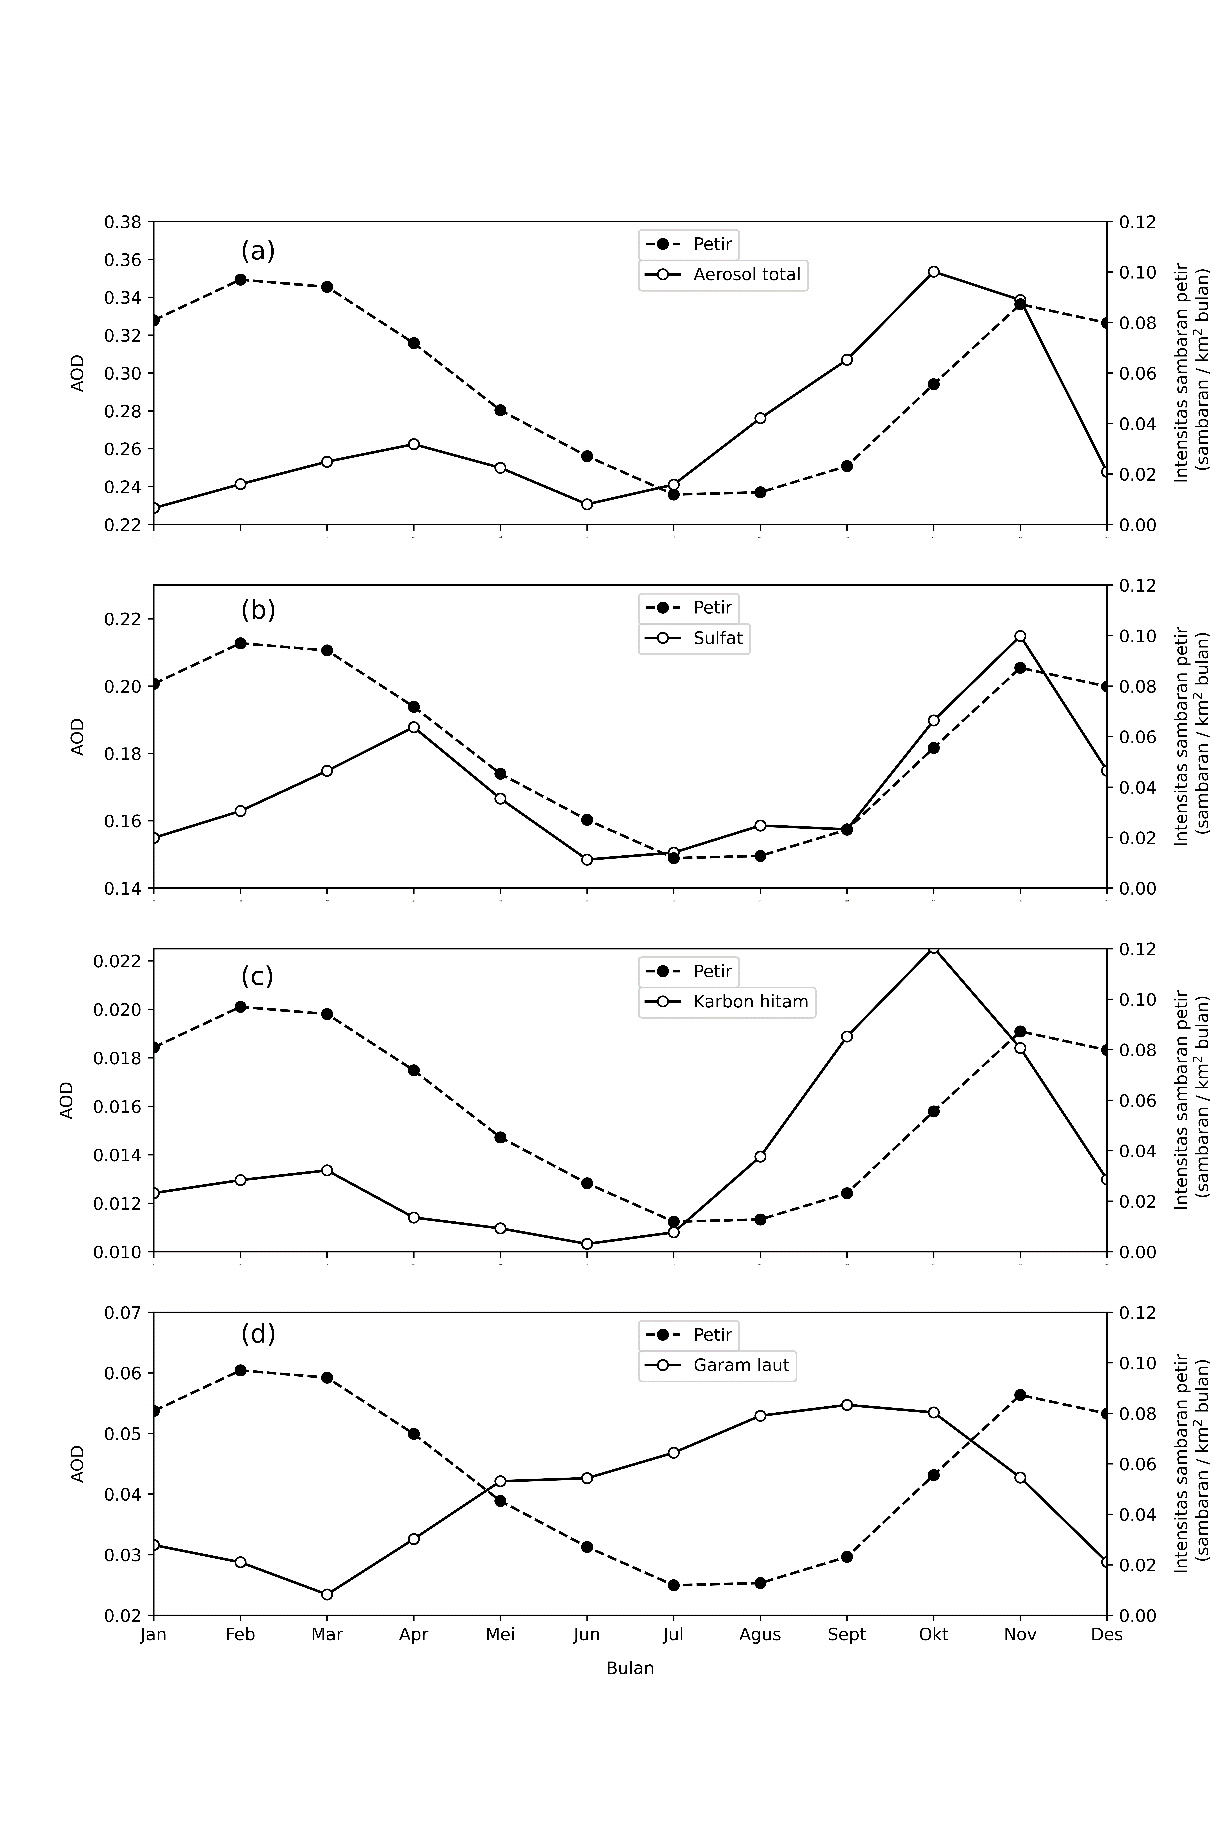 (a)
Petir
Aerosol total
0.38
0.36
0.34
0.32
0.30
0.28
0.26
0.24
0.22
AOD
0.12
0.10
0.08
0.06
0.04
0.02
0.00
Intensitas sambaran petir
(sambaran / km² bulan)
(b)
Petir
Sulfat
0.22
0.20
0.18
0.16
0.14
AOD
0.12
0.10
0.08
0.06
0.04
0.02
0.00
Intensitas sambaran petir
(sambaran / km² bulan)
(c)
Petir
Karbon hitam
0.022
0.020
0.018
0.016
0.014
0.012
0.010
AOD
0.12
0.10
0.08
0.06
0.04
0.02
0.00
Intensitas sambaran petir
(sambaran / km² bulan)
(d)
Petir
Garam laut
0.07
0.06
0.05
0.04
0.03
0.02
AOD
0.12
0.10
0.08
0.06
0.04
0.02
0.00
Intensitas sambaran petir
(sambaran / km² bulan)
Jan Feb Mar Apr Mei Jun Jul Agus Sept Okt Nov Des
Bulan